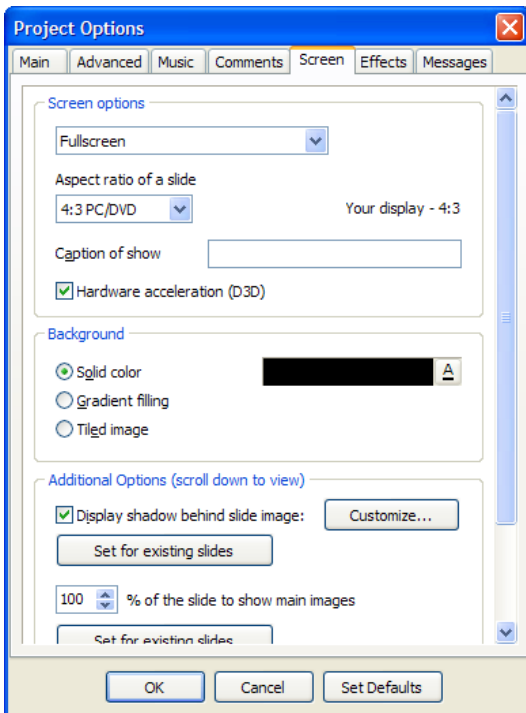 Project Options
Main Advanced Music Comments Screen Effects Messages
Screen options
Fullscreen
Aspect ratio of a slide
4:3 PC/DVD Your display - 4:3
Caption of show
Hardware acceleration (D3D)
Background
Solid color A
Gradient filling
Tiled image
Additional Options (scroll down to view)
Display shadow behind slide image: Customize...
Set for existing slides
100 % of the slide to show main images
Set for existing slides
OK Cancel Set Defaults